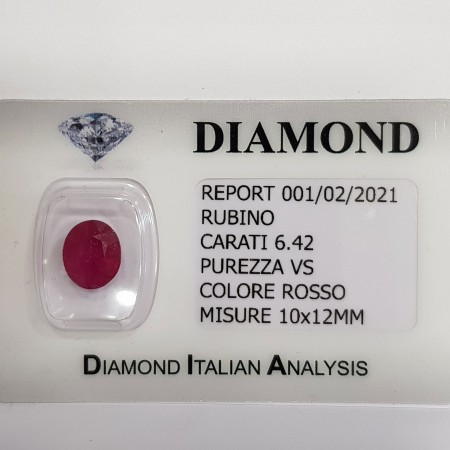 DIAMOND
REPORT 001/02/2021
RUBINO
CARATI 6.42
PUREZZA VS
COLORE ROSSO
MISURE 10x12MM
DIAMOND ITALIAN ANALYSIS